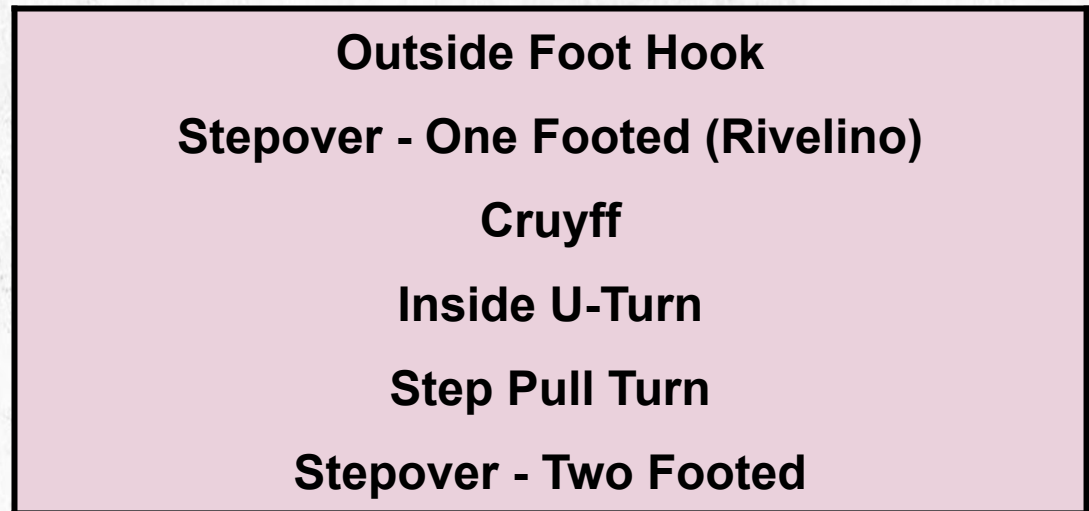 Outside Foot Hook
Stepover - One Footed (Rivelino)
Cruyff
Inside U-Turn
Step Pull Turn
Stepover - Two Footed